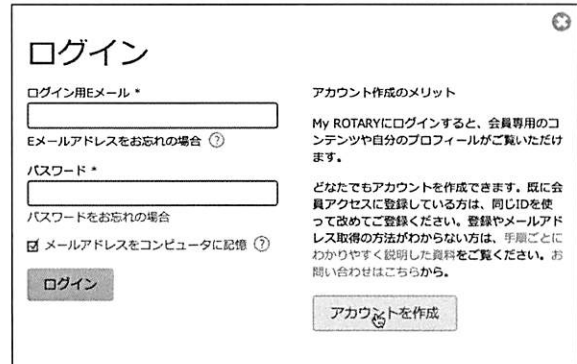 ログイン
ログイン用Eメール *
Eメールアドレスをお忘れの場合 ?
パスワード *
パスワードをお忘れの場合
メールアドレスをコンピュータに記憶 ?
ログイン
アカウント作成のメリット
My ROTARYにログインすると、会員専用のコ
ンテンツや自分のプロフィールがご覧いただけ
ます。
どなたでもアカウントを作成できます。既に会
員アクセスに登録している方は、同じIDを使
って改めてご登録ください。登録やメールアド
レス取得の方法がわからない方は、手順ごとに
わかりやすく説明した資料をご覧ください。お
問い合わせはこちらから。
アカウントを作成